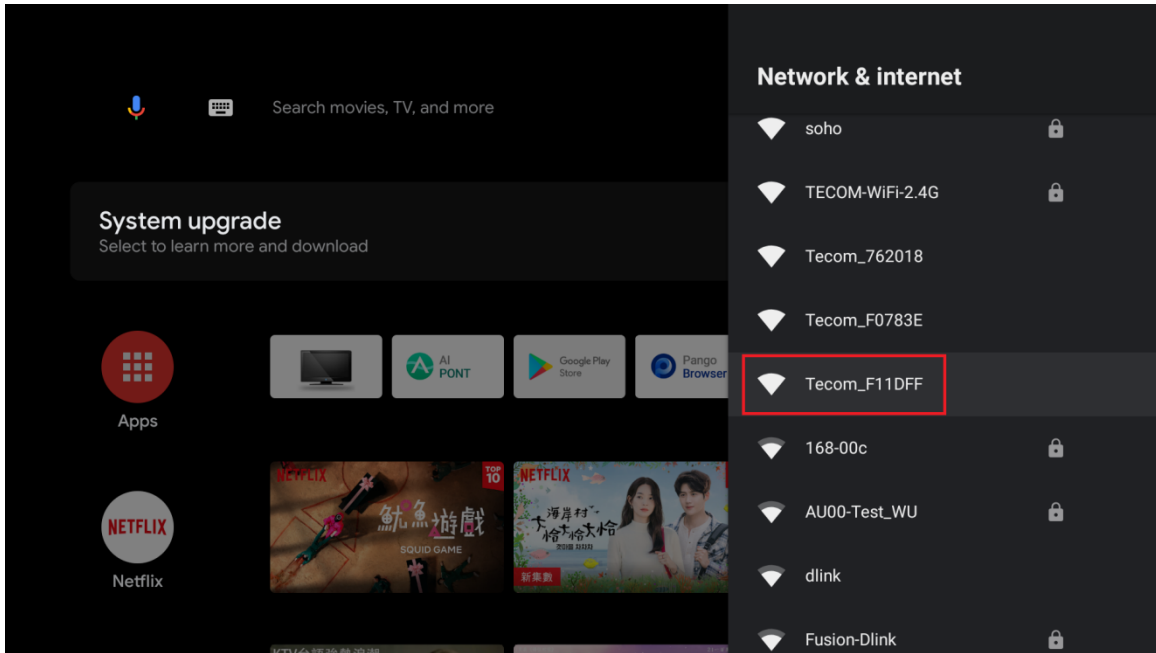 Search movies, TV, and more
System upgrade
Select to learn more and download
AI
PONT
Google Play
Store
Pango
Browser
Apps
NETFLIX
TOP
10
魷魚遊戲
SQUID GAME
NETFLIX
海岸村
恰恰恰
新集數
NETFLIX
Netflix
Network & internet
soho
TECOM-WiFi-2.4G
Tecom_762018
Tecom_F0783E
Tecom_F11DFF
168-00c
AU00-Test_WU
dlink
Fusion-Dlink